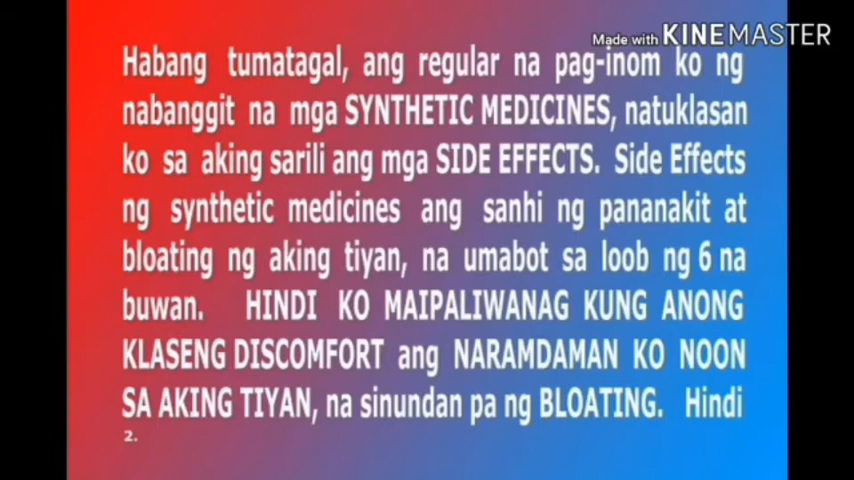 Made with KINEMASTER
Habang tumatagal, ang regular na pag-inom ko ng
nabanggit na mga SYNTHETIC MEDICINES, natuklasan
ko sa aking sarili ang mga SIDE EFFECTS. Side Effects
ng synthetic medicines ang sanhi ng pananakit at
bloating ng aking tiyan, na umabot sa loob ng 6 na
buwan. HINDI KO MAIPALIWANAG KUNG ANONG
KLASENG DISCOMFORT ang NARAMDAMAN KO NOON
SA AKING TIYAN, na sinundan pa ng BLOATING. Hindi
2.